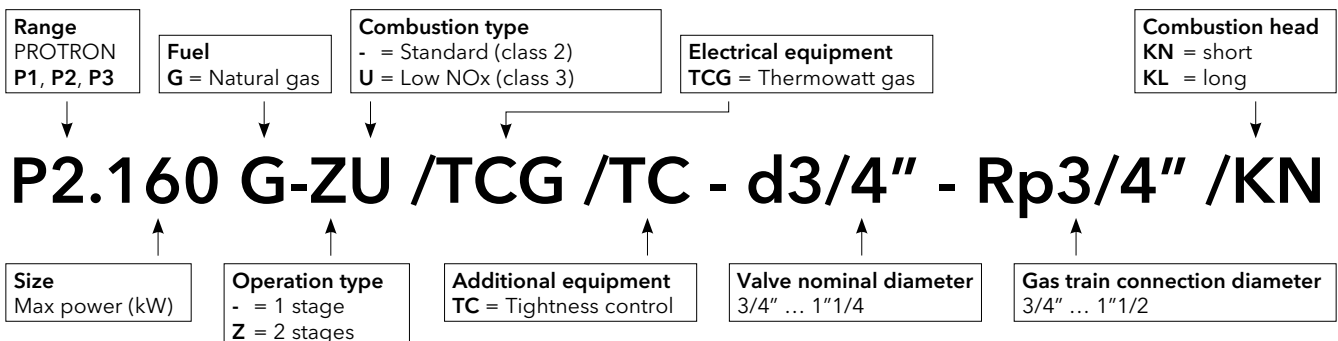 Range
PROTRON
P1, P2, P3
Fuel
G = Natural gas
Combustion type
- = Standard (class 2)
U = Low NOx (class 3)
Electrical equipment
TCG = Thermowatt gas
Combustion head
KN = short
KL = long
P2.160 G-ZU /TCG /TC - d3/4" - Rp3/4" /KN
Size
Max power (kW)
Operation type
- = 1 stage
Z = 2 stages
Additional equipment
TC = Tightness control
Valve nominal diameter
3/4" ... 1"1/4
Gas train connection diameter
3/4" ... 1"1/2